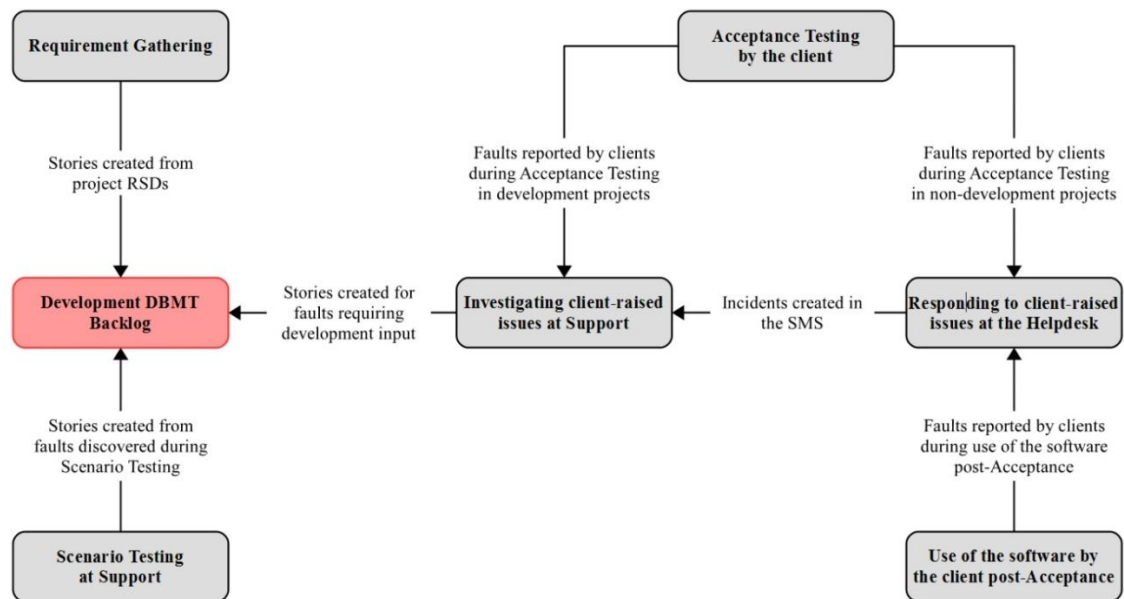 Requirement Gathering
Acceptance Testing
by the client
Stories created from
project RSDs
Faults reported by clients
during Acceptance Testing
in development projects
Faults reported by clients
during Acceptance Testing
in non-development projects
Development DBMT
Backlog
Stories created for
faults requiring
development input
Investigating client-raised
issues at Support
Incidents created in
the SMS
Responding to client-raised
issues at the Helpdesk
Stories created from
faults discovered during
Scenario Testing
Faults reported by clients
during use of the software
post-Acceptance
Scenario Testing
at Support
Use of the software by
the client post-Acceptance